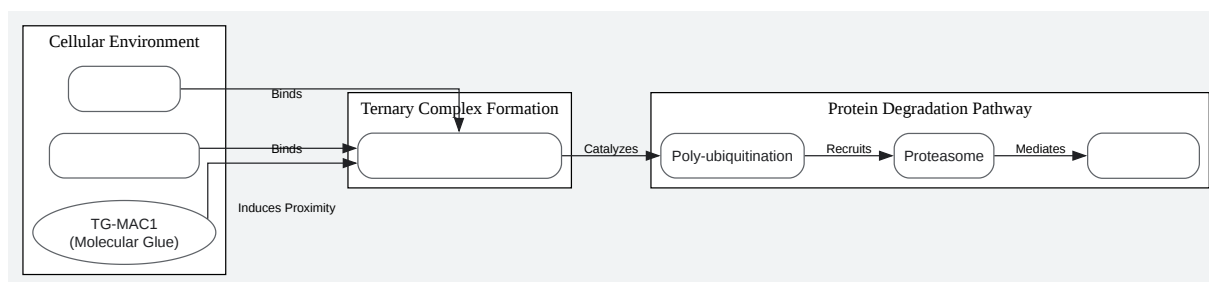 Cellular Environment
Binds
Ternary Complex Formation
Protein Degradation Pathway
Binds
Catalyzes
Poly-ubiquitination
Recruits
Proteasome
Mediates
Induces Proximity
TG-MAC1
(Molecular Glue)